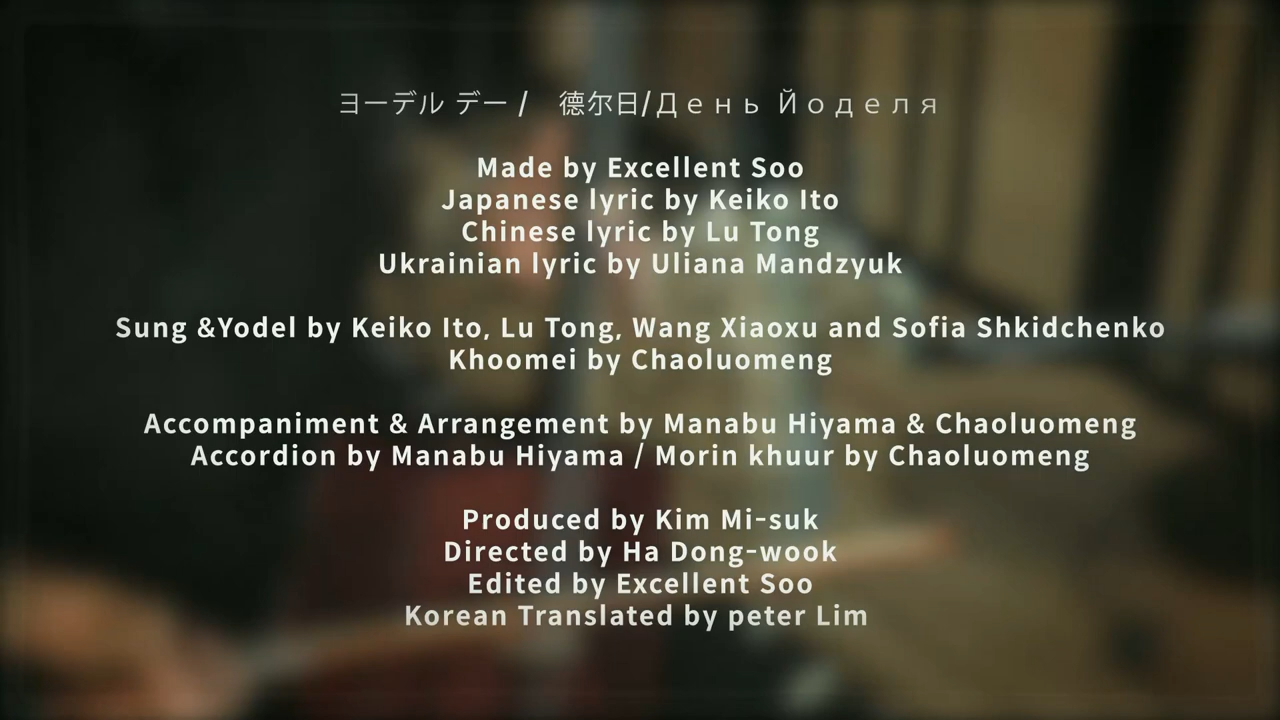 ヨーデル デー / 德尔日/День Йоделя
Made by Excellent Soo
Japanese lyric by Keiko Ito
Chinese lyric by Lu Tong
Ukrainian lyric by Uliana Mandzyuk
Sung &Yodel by Keiko Ito, Lu Tong, Wang Xiaoxu and Sofia Shkidchenko
Khoomei by Chaoluomeng
Accompaniment & Arrangement by Manabu Hiyama & Chaoluomeng
Accordion by Manabu Hiyama / Morin khuur by Chaoluomeng
Produced by Kim Mi-suk
Directed by Ha Dong-wook
Edited by Excellent Soo
Korean Translated by peter Lim